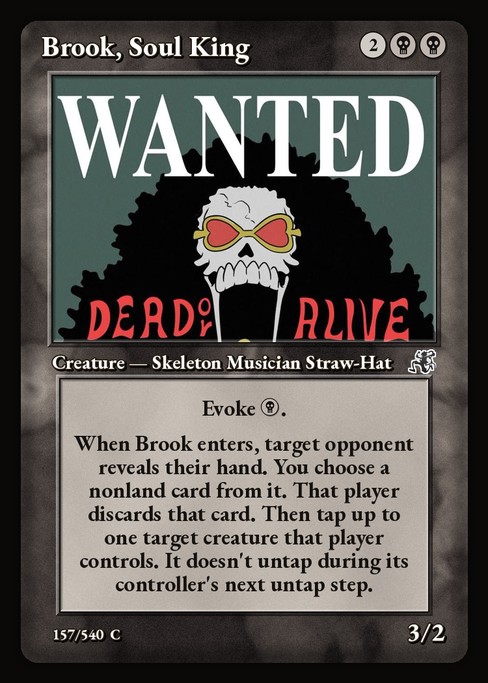 Brook, Soul King 2
WANTED
DEAD or ALIVE
Creature — Skeleton Musician Straw-Hat
Evoke .
When Brook enters, target opponent
reveals their hand. You choose a
nonland card from it. That player
discards that card. Then tap up to
one target creature that player
controls. It doesn't untap during its
controller's next untap step.
157/540 C 3/2